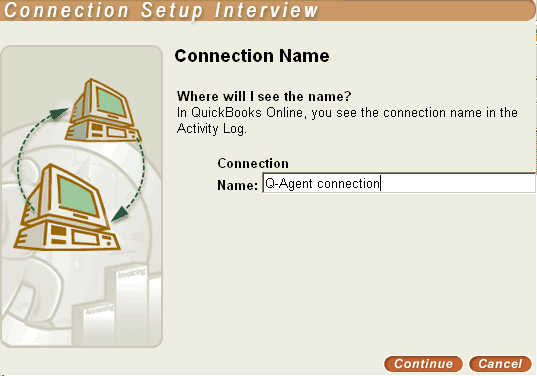 Connection Setup Interview
Connection Name
Where will I see the name?
In QuickBooks Online, you see the connection name in the
Activity Log.
Connection
Name: Q-Agent connection
Invoicing
Accounting
Continue Cancel